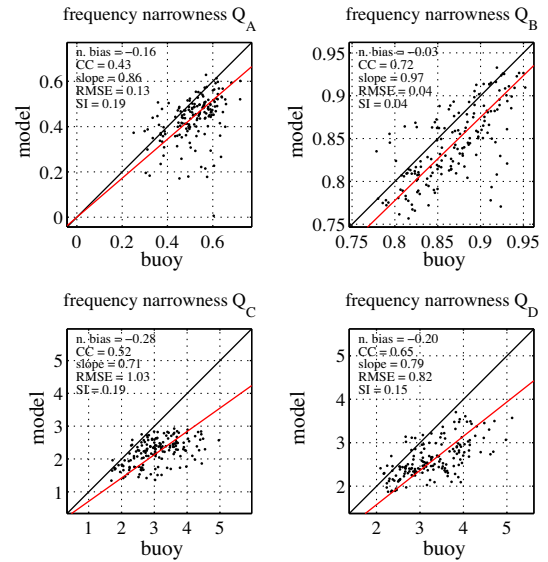 frequency narrowness Q_A
n. bias = −0.16
CC = 0.43
slope = 0.86
RMSE = 0.13
SI = 0.19
0.6
0.4
0.2
0
model
0 0.2 0.4 0.6
buoy
frequency narrowness Q_B
n. bias = −0.03
CC = 0.72
slope = 0.97
RMSE = 0.04
SI = 0.04
0.95
0.9
0.85
0.8
0.75
model
0.75 0.8 0.85 0.9 0.95
buoy
frequency narrowness Q_C
n. bias = −0.28
CC = 0.52
slope = 0.71
RMSE = 1.03
SI = 0.19
5
4
3
2
1
model
1 2 3 4 5
buoy
frequency narrowness Q_D
n. bias = −0.20
CC = 0.65
slope = 0.79
RMSE = 0.82
SI = 0.15
5
4
3
2
model
2 3 4 5
buoy